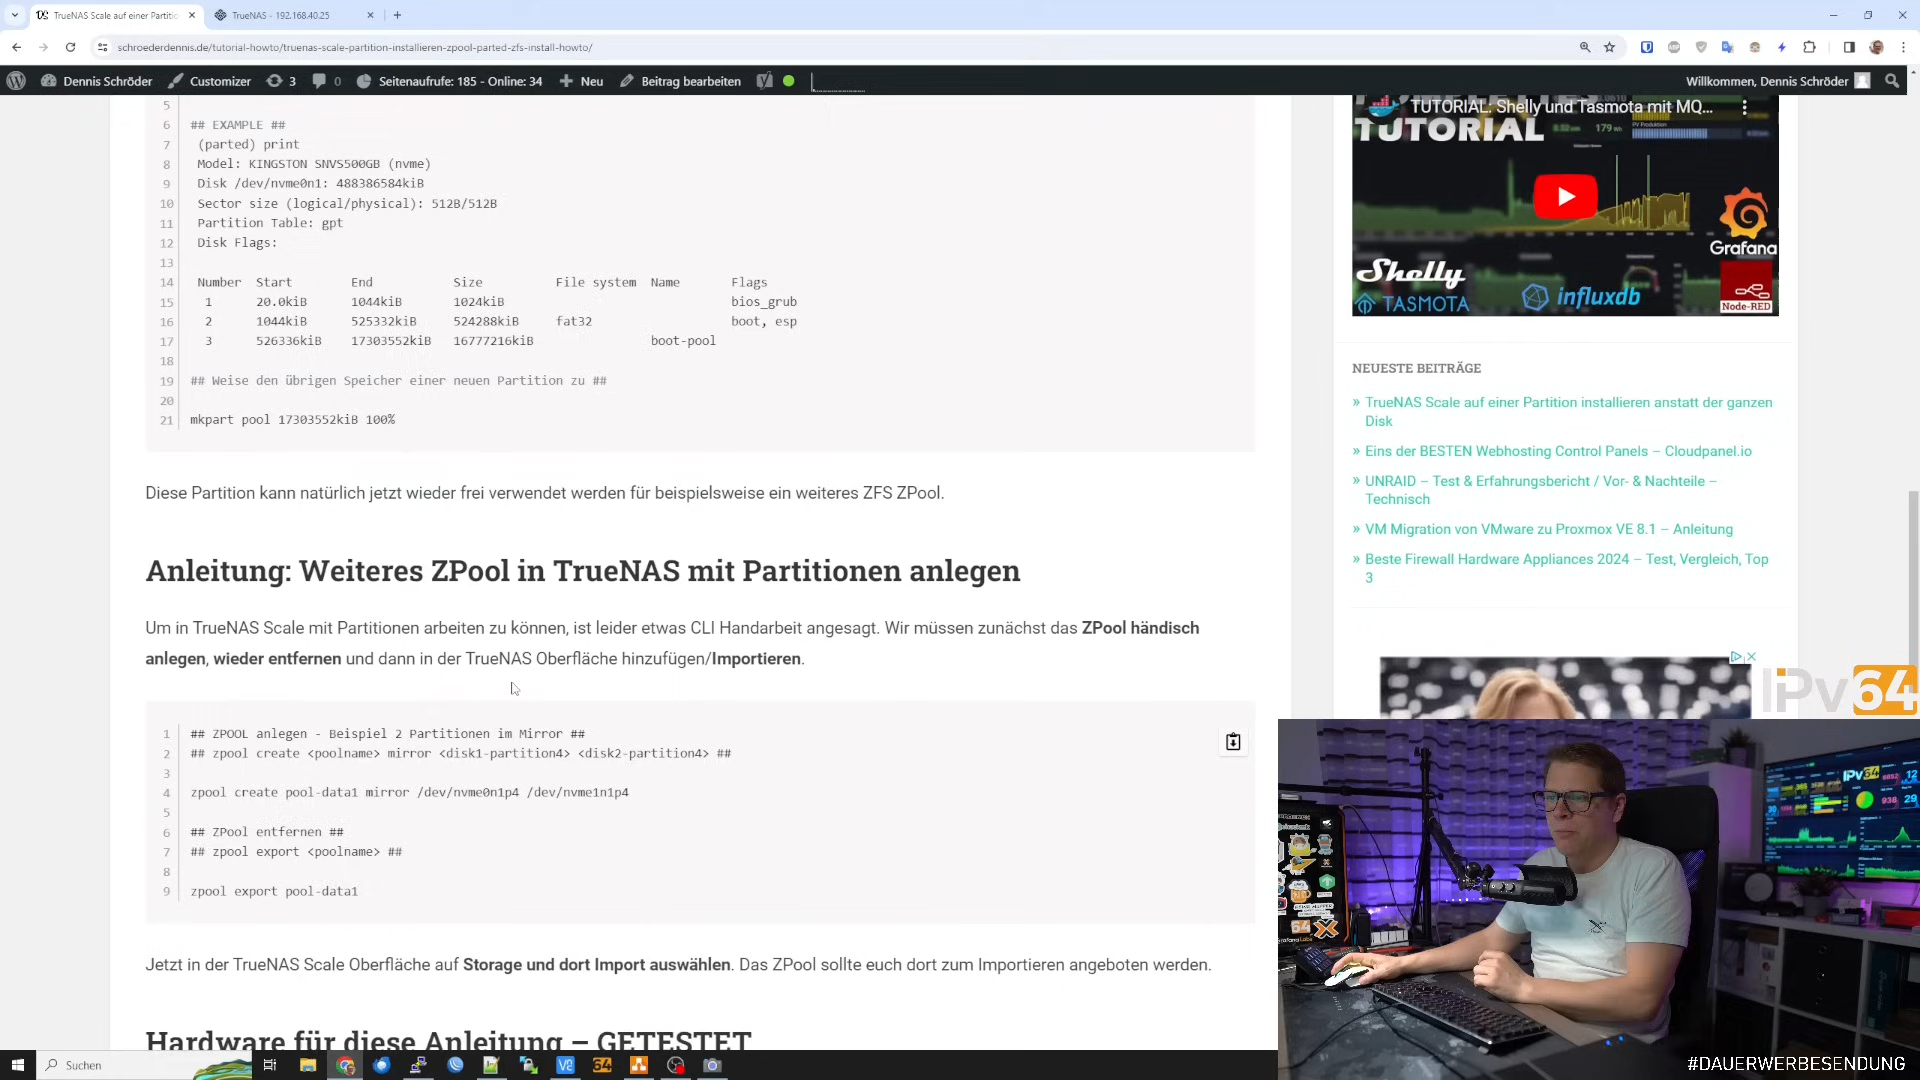 TrueNAS Scale auf einer Partitic
TrueNAS - 192.168.40.25
schroederdennis.de/tutorial-howto/truenas-scale-partition-installieren-zpool-parted-zfs-install-howto/
Dennis Schröder Customizer 3 0 Seitenaufrufe: 185 - Online: 34 Neu Beitrag bearbeiten
Willkommen, Dennis Schröder
5
6 ## EXAMPLE ##
7 (parted) print
8 Model: KINGSTON SNVS500GB (nvme)
9 Disk /dev/nvme0n1: 488386584kiB
10 Sector size (logical/physical): 512B/512B
11 Partition Table: gpt
12 Disk Flags:
13
14 Number Start End Size File system Name Flags
15 1 20.0kiB 1044kiB 1024kiB bios_grub
16 2 1044kiB 525332kiB 524288kiB fat32 boot, esp
17 3 526336kiB 17303552kiB 16777216kiB boot-pool
18
19 ## Weise den übrigen Speicher einer neuen Partition zu ##
20
21 mkpart pool 17303552kiB 100%
Diese Partition kann natürlich jetzt wieder frei verwendet werden für beispielsweise ein weiteres ZFS ZPool.
Anleitung: Weiteres ZPool in TrueNAS mit Partitionen anlegen
Um in TrueNAS Scale mit Partitionen arbeiten zu können, ist leider etwas CLI Handarbeit angesagt. Wir müssen zunächst das ZPool händisch
anlegen, wieder entfernen und dann in der TrueNAS Oberfläche hinzufügen/Importieren.
1 ## ZPOOL anlegen - Beispiel 2 Partitionen im Mirror ##
2 ## zpool create <poolname> mirror <disk1-partition4> <disk2-partition4> ##
3
4 zpool create pool-data1 mirror /dev/nvme0n1p4 /dev/nvme1n1p4
5
6 ## ZPool entfernen ##
7 ## zpool export <poolname> ##
8
9 zpool export pool-data1
Jetzt in der TrueNAS Scale Oberfläche auf Storage und dort Import auswählen. Das ZPool sollte euch dort zum Importieren angeboten werden.
Hardware für diese Anleitung – GETESTET
TUTORIAL: Shelly und Tasmota mit MQ...
TUTORIAL
Grafana
Shelly
TASMOTA
influxdb
Node-RED
NEUESTE BEITRÄGE
» TrueNAS Scale auf einer Partition installieren anstatt der ganzen
Disk
» Eins der BESTEN Webhosting Control Panels – Cloudpanel.io
» UNRAID – Test & Erfahrungsbericht / Vor- & Nachteile –
Technisch
» VM Migration von VMware zu Proxmox VE 8.1 – Anleitung
» Beste Firewall Hardware Appliances 2024 – Test, Vergleich, Top
3
IPv64
IPv64
Suchen
#DAUERWERBESENDUNG